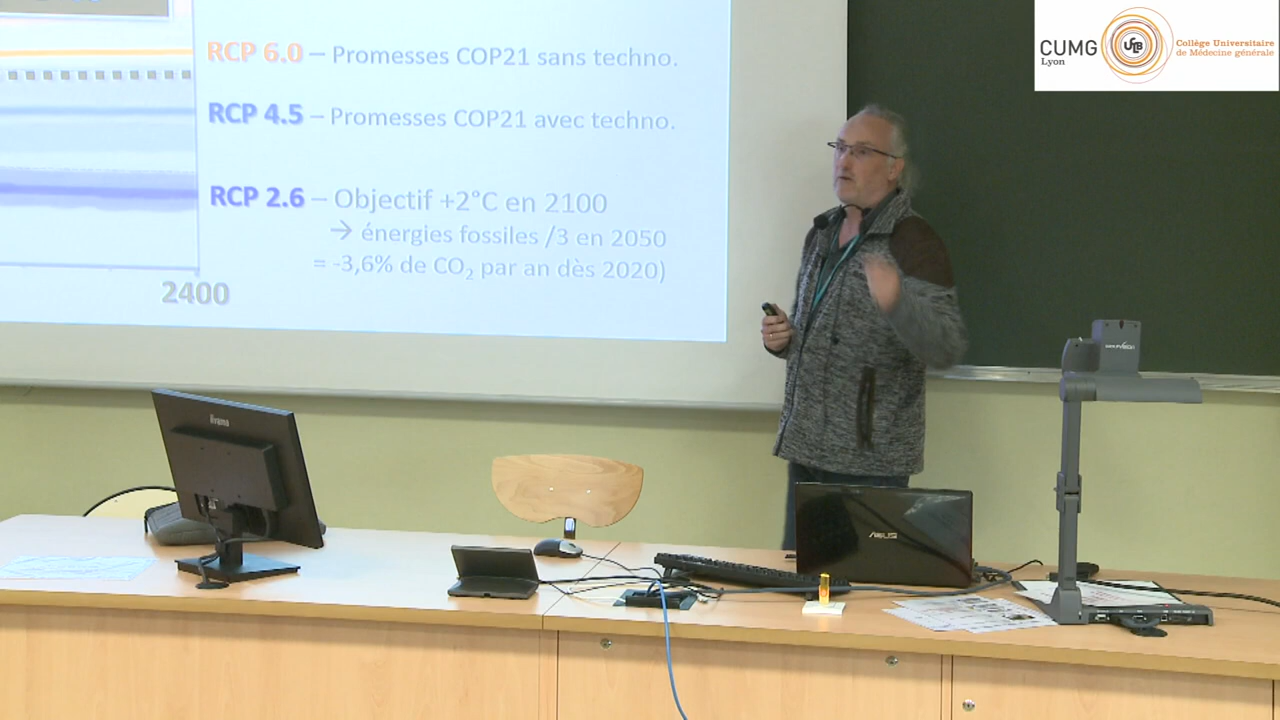 RCP 6.0 – Promesses COP21 sans techno.
RCP 4.5 – Promesses COP21 avec techno.
RCP 2.6 – Objectif +2°C en 2100
→ énergies fossiles /3 en 2050
= -3,6% de CO₂ par an dès 2020)
2400
CUMG
Lyon
Collège Universitaire
de Médecine générale
iiyama
ASUS